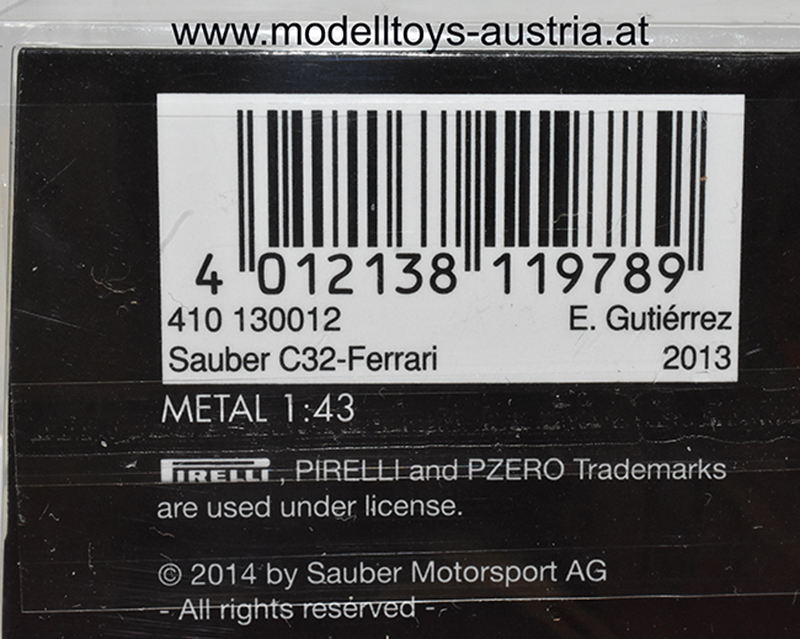 www.modelltoys-austria.at
4 012138 119789
410 130012 E. Gutiérrez
Sauber C32-Ferrari 2013
METAL 1:43
PIRELLI, PIRELLI and PZERO Trademarks
are used under license.
© 2014 by Sauber Motorsport AG
- All rights reserved -